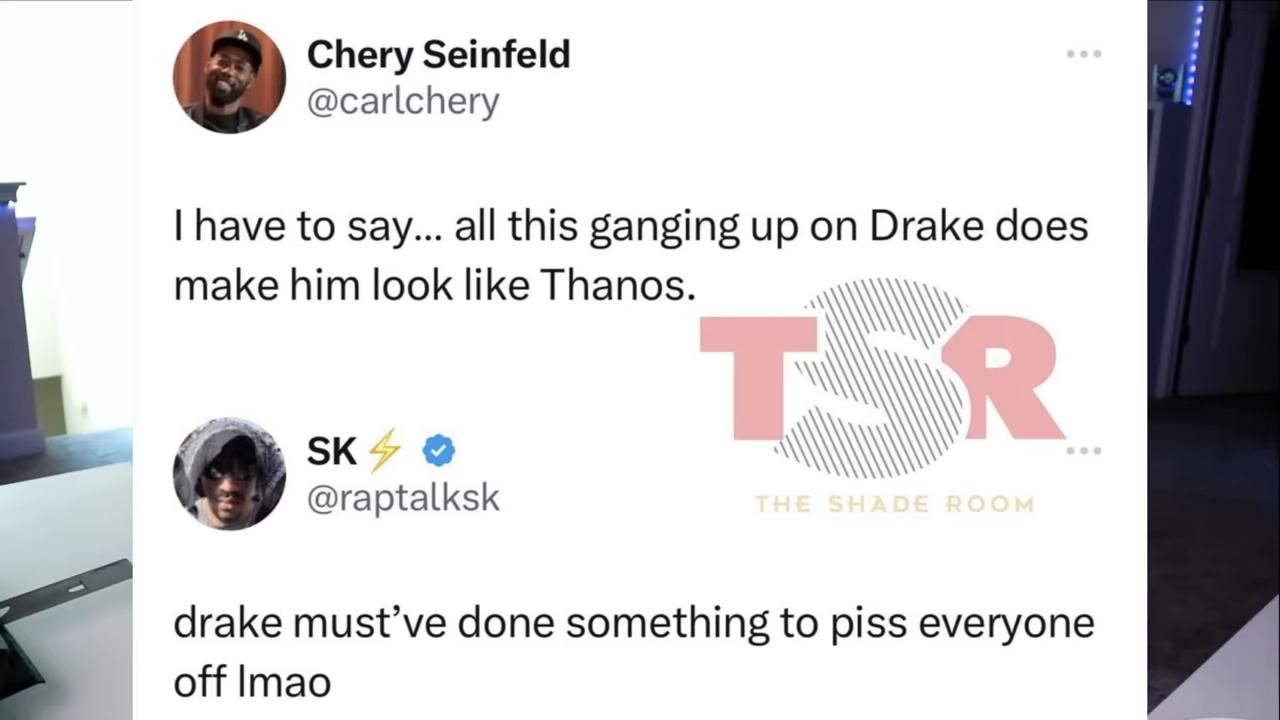 Chery Seinfeld
@carlchery
I have to say... all this ganging up on Drake does
make him look like Thanos.
TSR
THE SHADE ROOM
SK⚡
@raptalksk
drake must’ve done something to piss everyone
off lmao